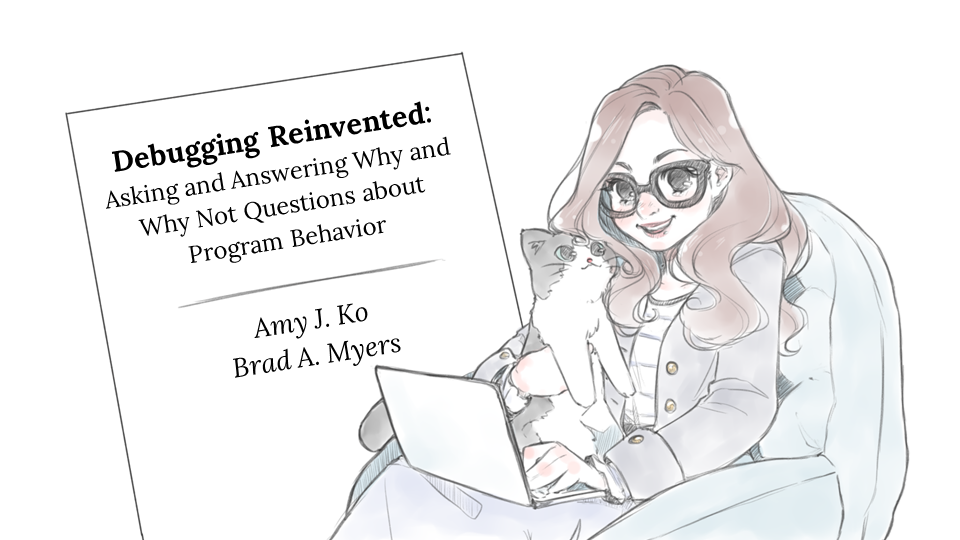 Debugging Reinvented:
Asking and Answering Why and
Why Not Questions about
Program Behavior
Amy J. Ko
Brad A. Myers